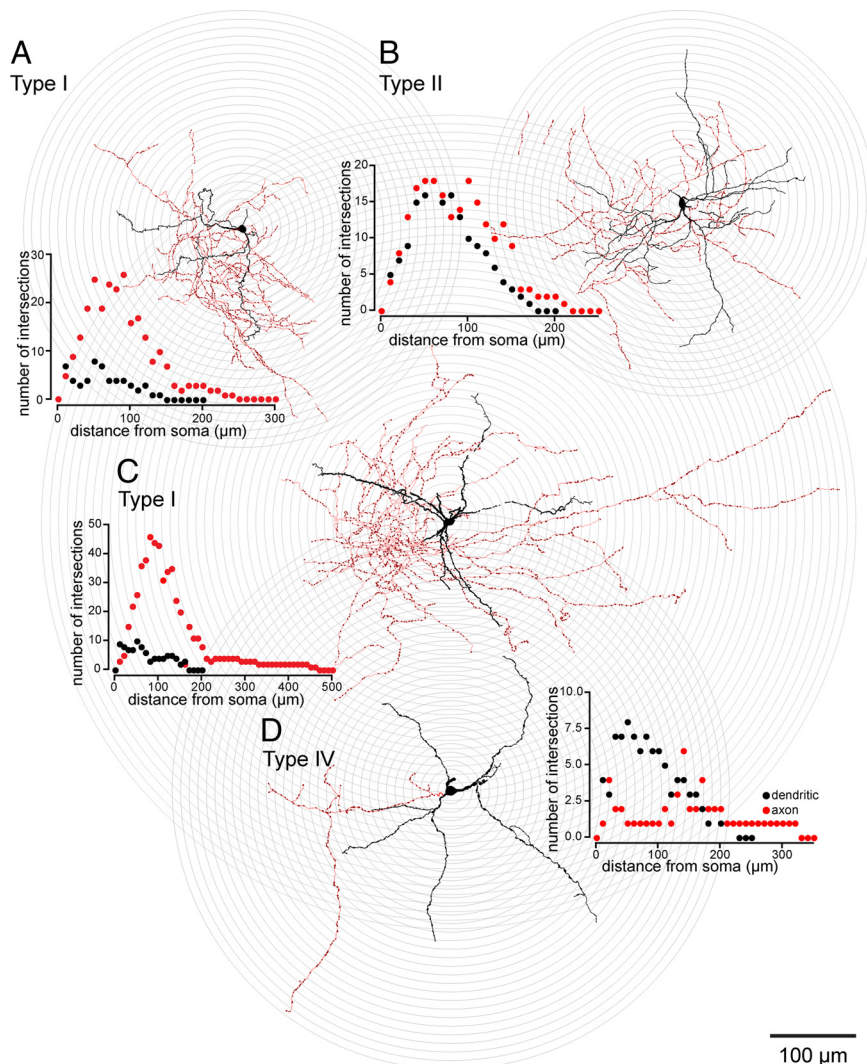 A
Type I
B
Type II
number of intersections
30
20
10
0
0
100
200
300
distance from soma (µm)
number of intersections
20
15
10
5
0
0
100
200
distance from soma (µm)
C
Type I
number of intersections
50
40
30
20
10
0
0
100
200
300
400
500
distance from soma (µm)
D
Type IV
number of intersections
10.0
7.5
5.0
2.5
0.0
0
100
200
300
distance from soma (µm)
dendritic
axon
100 µm